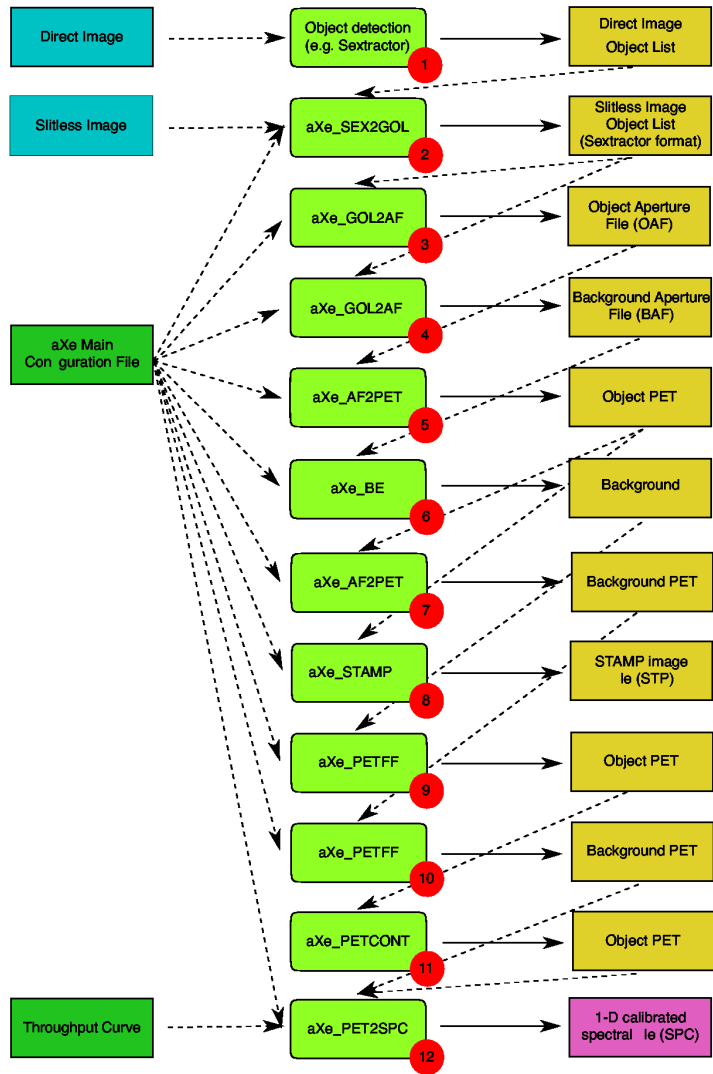 Direct Image
Object detection
(e.g. Sextractor)
1
Direct Image
Object List
Slitless Image
aXe_SEX2GOL
2
Slitless Image
Object List
(Sextractor format)
aXe_GOL2AF
3
Object Aperture
File (OAF)
aXe Main
Con guration File
aXe_GOL2AF
4
Background Aperture
File (BAF)
aXe_AF2PET
5
Object PET
aXe_BE
6
Background
aXe_AF2PET
7
Background PET
aXe_STAMP
8
STAMP image
le (STP)
aXe_PETFF
9
Object PET
aXe_PETFF
10
Background PET
aXe_PETCONT
11
Object PET
Throughput Curve
aXe_PET2SPC
12
1-D calibrated
spectral le (SPC)